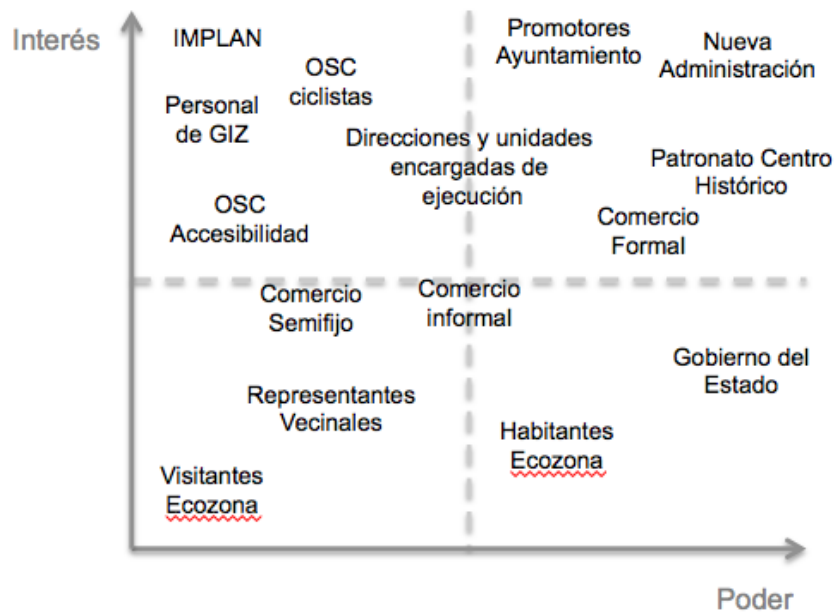 Interés
IMPLAN
OSC
ciclistas
Promotores
Ayuntamiento
Nueva
Administración
Personal
de GIZ
Direcciones y unidades
encargadas de
ejecución
Patronato Centro
Histórico
OSC
Accesibilidad
Comercio
Formal
Comercio
Semifijo
Comercio
informal
Gobierno del
Estado
Representantes
Vecinales
Habitantes
Ecozona
Visitantes
Ecozona
Poder